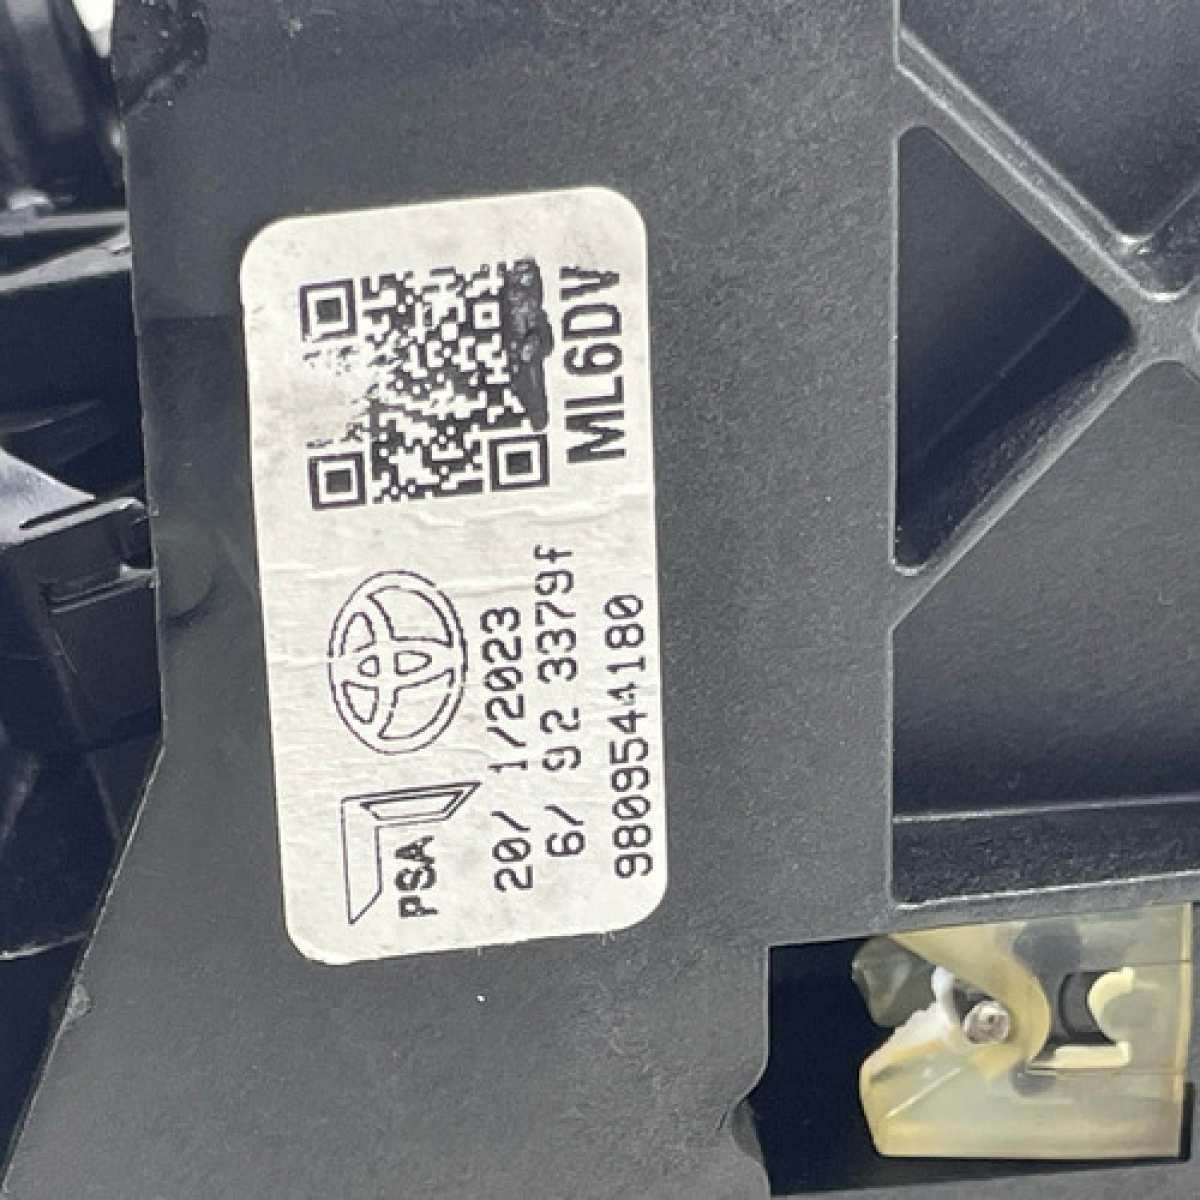 ML6DV
PSA
20/ 1/2023
6/ 92 3379f
9809544180